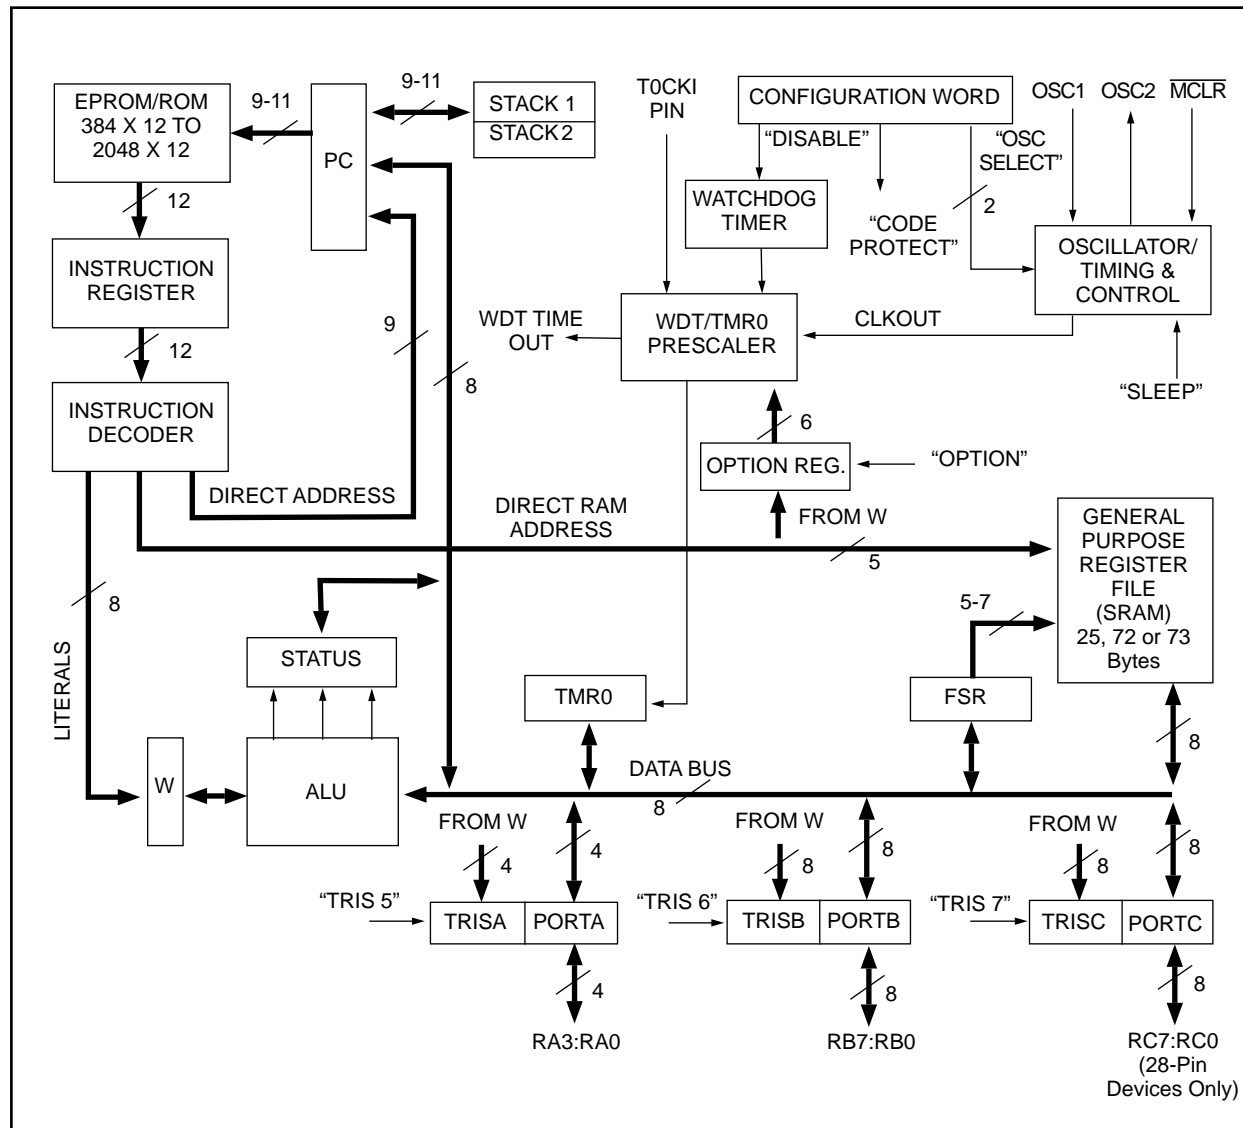 EPROM/ROM
384 X 12 TO
2048 X 12
9-11
PC
9-11
STACK 1
STACK 2
T0CKI
PIN
CONFIGURATION WORD
OSC1
OSC2
MCLR
“DISABLE”
“OSC
SELECT”
12
WATCHDOG
TIMER
“CODE
PROTECT”
2
INSTRUCTION
REGISTER
OSCILLATOR/
TIMING &
CONTROL
9
8
WDT TIME
OUT
WDT/TMR0
PRESCALER
CLKOUT
12
“SLEEP”
INSTRUCTION
DECODER
6
OPTION REG.
“OPTION”
DIRECT ADDRESS
DIRECT RAM
ADDRESS
FROM W
5
GENERAL
PURPOSE
REGISTER
FILE
(SRAM)
25, 72 or 73
Bytes
8
LITERALS
5-7
STATUS
TMR0
FSR
8
W
ALU
DATA BUS
8
FROM W
4
4
FROM W
8
8
FROM W
8
8
“TRIS 5”
TRISA
PORTA
“TRIS 6”
TRISB
PORTB
“TRIS 7”
TRISC
PORTC
4
8
8
RA3:RA0
RB7:RB0
RC7:RC0
(28-Pin
Devices Only)